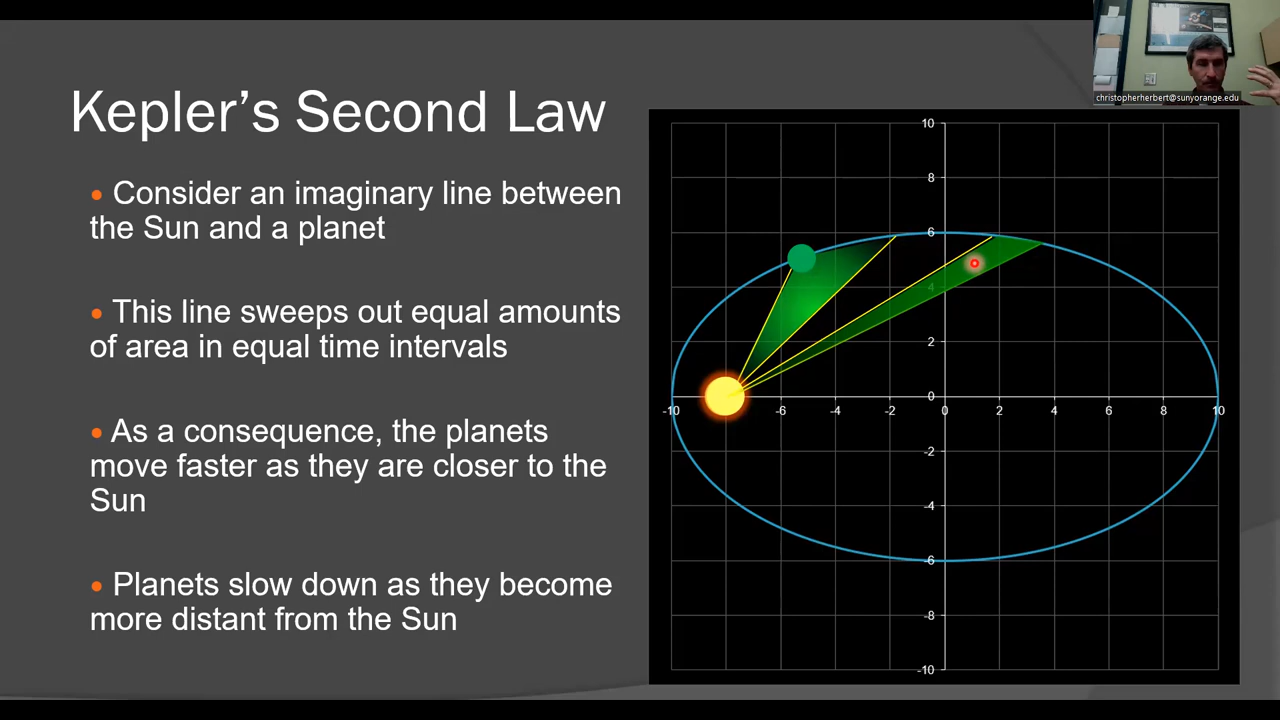 christopherherbert@sunyorange.edu
Kepler’s Second Law
• Consider an imaginary line between
the Sun and a planet
• This line sweeps out equal amounts
of area in equal time intervals
• As a consequence, the planets
move faster as they are closer to the
Sun
• Planets slow down as they become
more distant from the Sun
10
8
6
4
2
0
-10
-6
-4
-2
0
2
4
6
8
10
-2
-4
-6
-8
-10